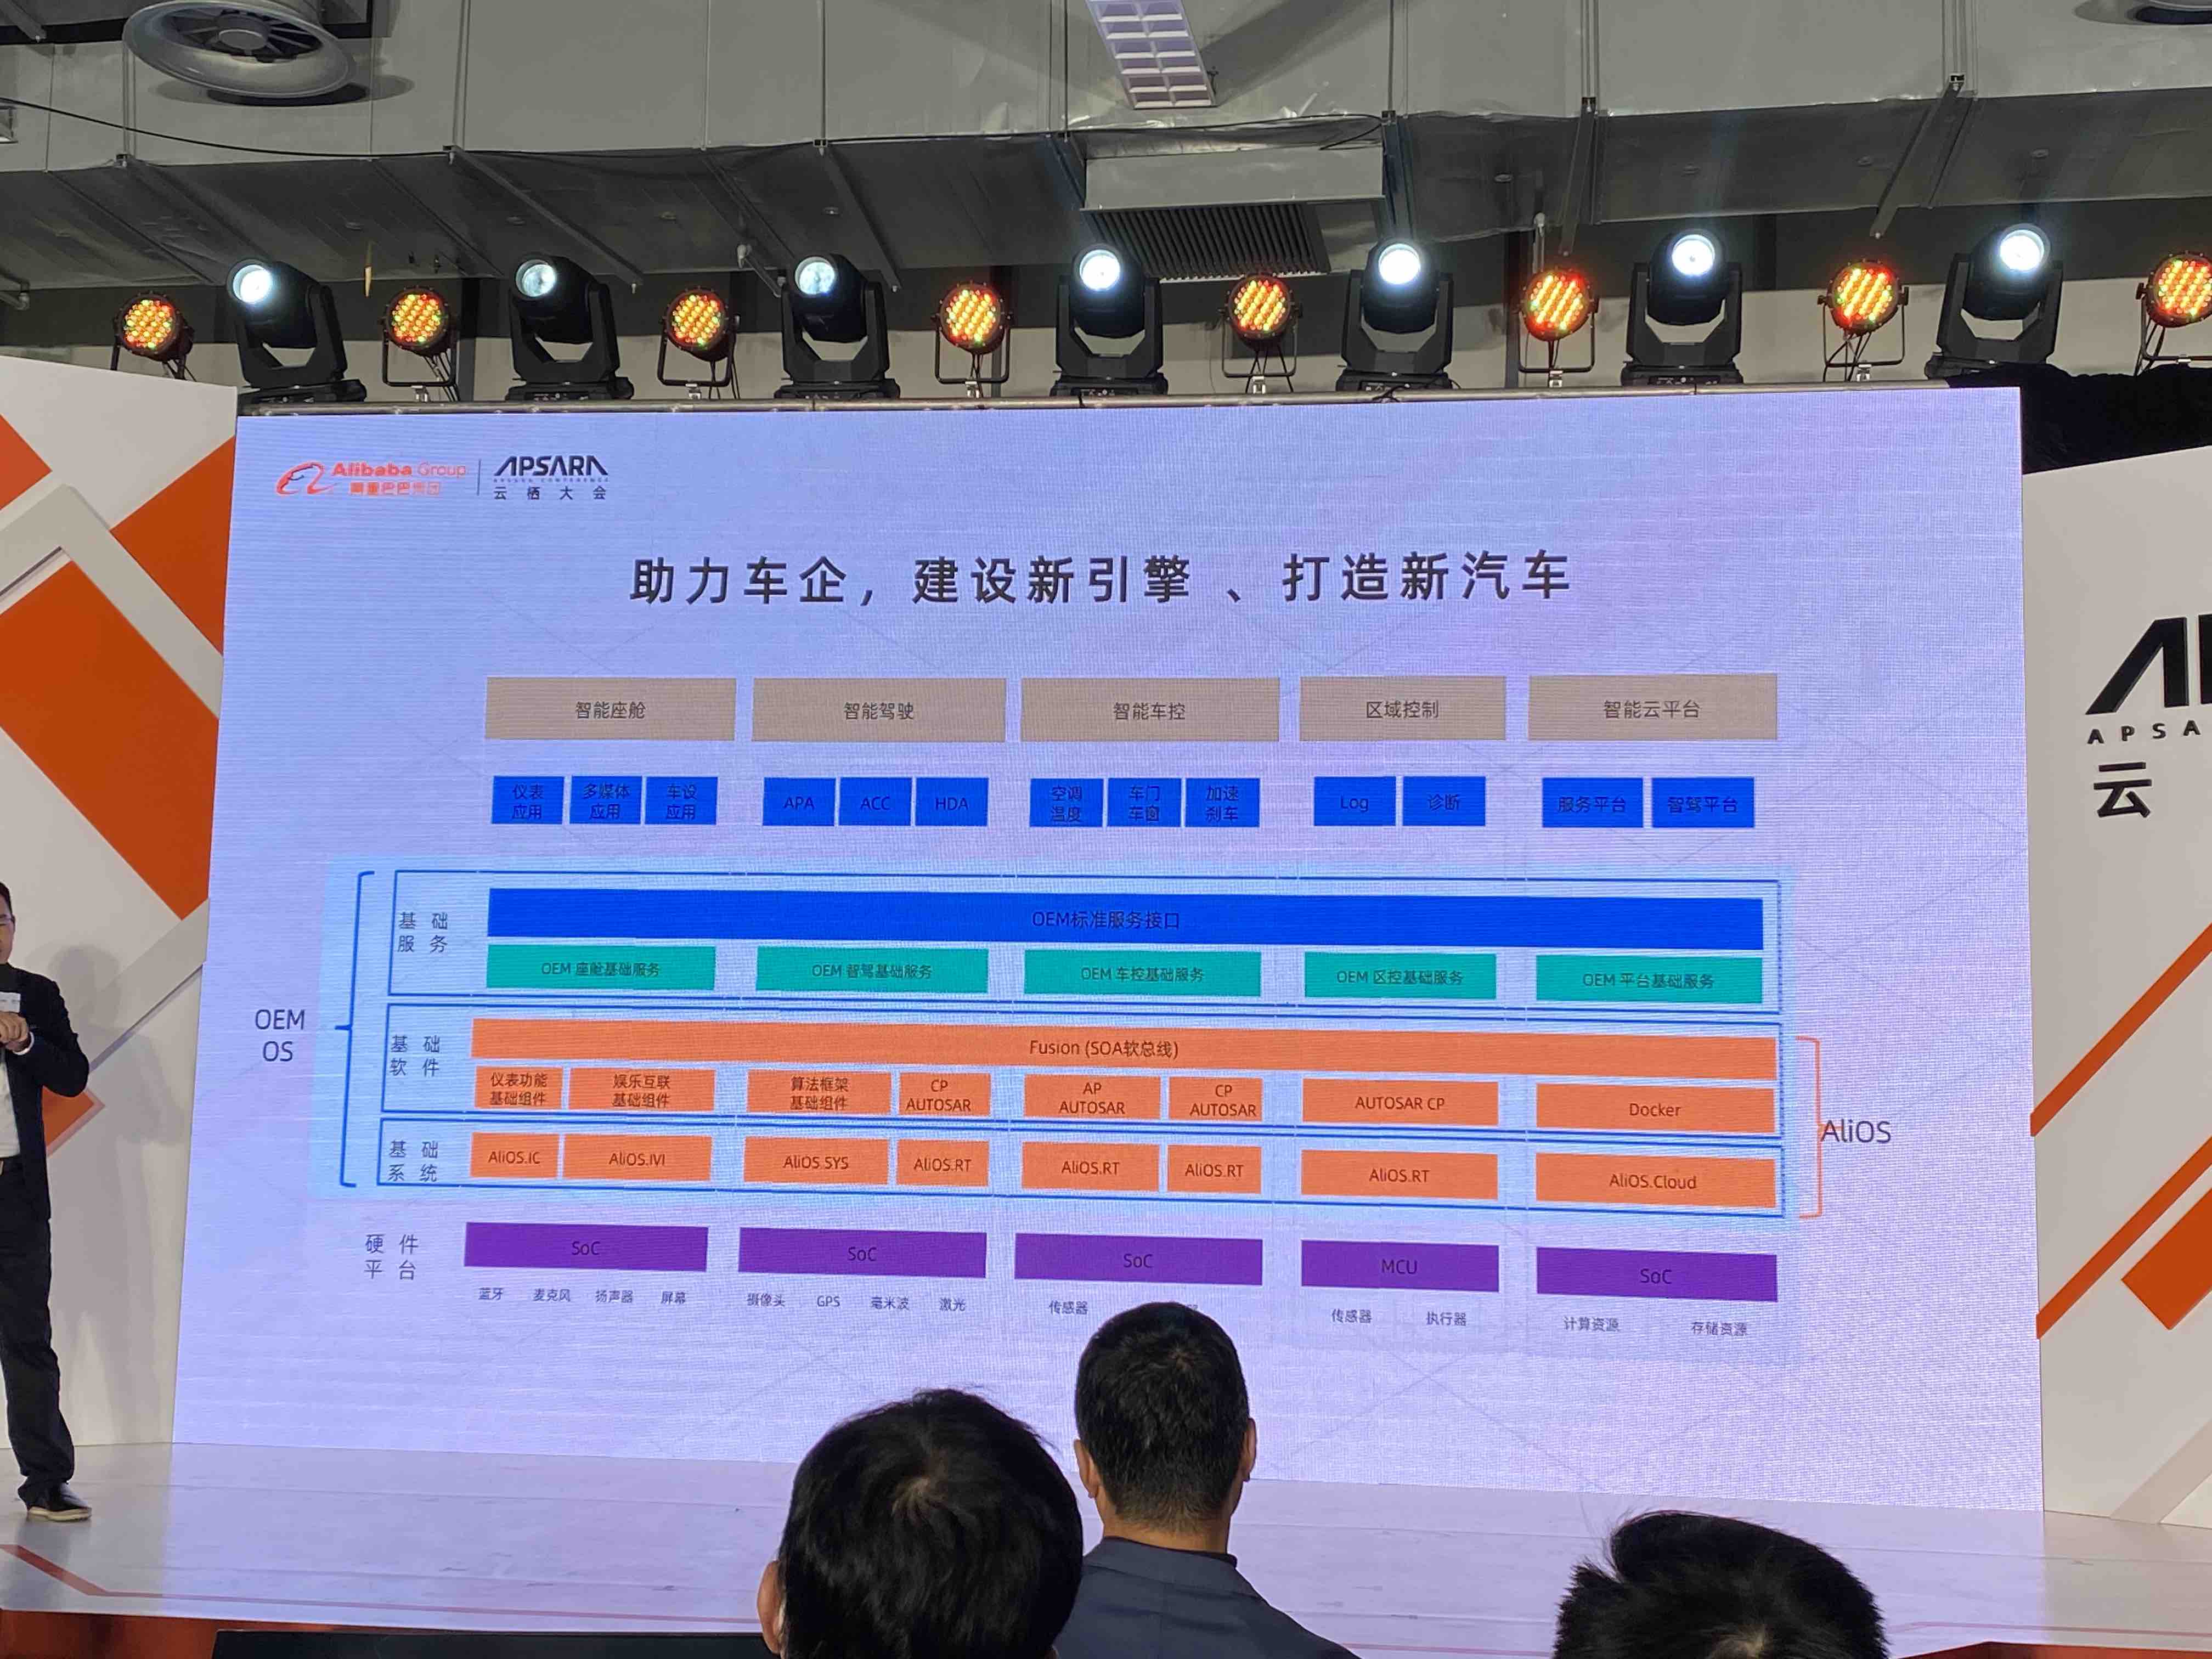 Alibaba Group
阿里巴巴集团
APSARA
APSARA CONFERENCE
云栖大会
助力车企，建设新引擎、打造新汽车
智能座舱 智能驾驶 智能车控 区域控制 智能云平台
仪表应用 多媒体应用 车设应用 APA ACC HDA 空调温度 车门车窗 加速刹车 Log 诊断 服务平台 智驾平台
OEM OS
基础服务
OEM标准服务接口
OEM 座舱基础服务 OEM 智驾基础服务 OEM 车控基础服务 OEM 区控基础服务 OEM 平台基础服务
基础软件
Fusion (SOA软总线)
仪表功能基础组件 娱乐互联基础组件 算法框架基础组件 CP AUTOSAR AP AUTOSAR CP AUTOSAR AUTOSAR CP Docker
基础系统
AliOS.IC AliOS.IVI AliOS.SYS AliOS.RT AliOS.RT AliOS.RT AliOS.RT AliOS.Cloud
AliOS
硬件平台
SoC SoC SoC MCU SoC
蓝牙 麦克风 扬声器 屏幕 摄像头 GPS 毫米波 激光 传感器 传感器 执行器 计算资源 存储资源
APSA
云